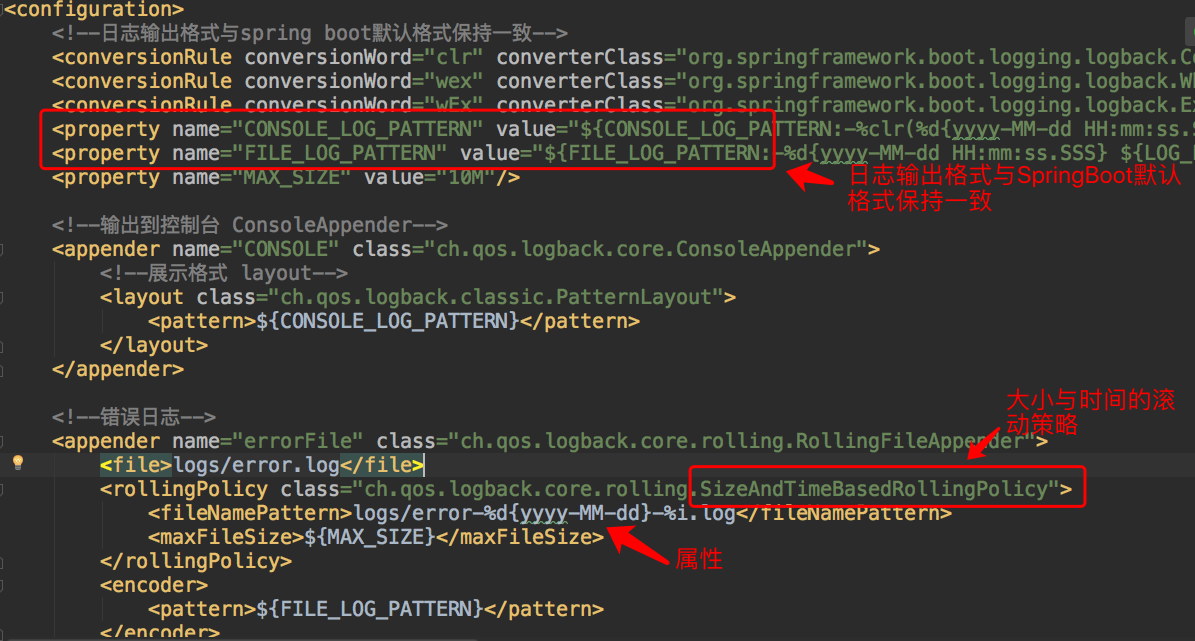 <configuration>
<!--日志输出格式与spring boot默认格式保持一致-->
<conversionRule conversionWord="clr" converterClass="org.springframework.boot.logging.logback.Co
<conversionRule conversionWord="wex" converterClass="org.springframework.boot.logging.logback.Wh
<conversionRule conversionWord="wEx" converterClass="org.springframework.boot.logging.logback.Ex
<property name="CONSOLE_LOG_PATTERN" value="${CONSOLE_LOG_PATTERN:-%clr(%d{yyyy-MM-dd HH:mm:ss.S
<property name="FILE_LOG_PATTERN" value="${FILE_LOG_PATTERN:-%d{yyyy-MM-dd HH:mm:ss.SSS} ${LOG_L
<property name="MAX_SIZE" value="10M"/>
日志输出格式与SpringBoot默认
格式保持一致
<!--输出到控制台 ConsoleAppender-->
<appender name="CONSOLE" class="ch.qos.logback.core.ConsoleAppender">
<!--展示格式 layout-->
<layout class="ch.qos.logback.classic.PatternLayout">
<pattern>${CONSOLE_LOG_PATTERN}</pattern>
</layout>
</appender>
大小与时间的滚
动策略
<!--错误日志-->
<appender name="errorFile" class="ch.qos.logback.core.rolling.RollingFileAppender">
<file>logs/error.log</file>
<rollingPolicy class="ch.qos.logback.core.rolling.SizeAndTimeBasedRollingPolicy">
<fileNamePattern>logs/error-%d{yyyy-MM-dd}-%i.log</fileNamePattern>
<maxFileSize>${MAX_SIZE}</maxFileSize>
属性
</rollingPolicy>
<encoder>
<pattern>${FILE_LOG_PATTERN}</pattern>
</encoder>